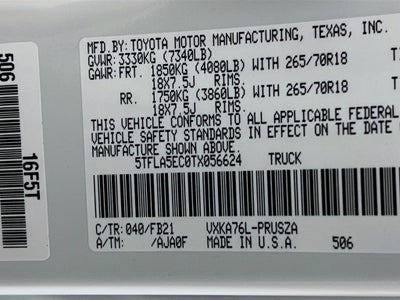 MFD.BY: TOYOTA MOTOR MANUFACTURING, TEXAS, INC.
GVWR: 3330KG (7340LB)
GAWR: FRT. 1850KG (4080LB) WITH 265/70R18
18X7.5J RIMS.
RR. 1750KG (3860LB) WITH 265/70R18
18X7.5J RIMS.
THIS VEHICLE CONFORMS TO ALL APPLICABLE FEDERAL
VEHICLE SAFETY STANDARDS IN EFFECT ON THE DATE
MANUFACTURE SHOWN ABOVE.
5TFLA5EC0TX056624 TRUCK
C/TR: 040/FB21 VXKA76L-PRUSZA
A/TM: /AJA0F MADE IN U.S.A. 506
506
16F5T